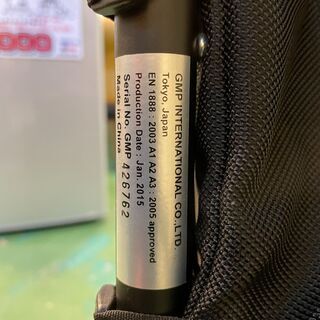 GMP INTERNATIONAL CO.,LTD.
Tokyo, Japan
EN 1888 : 2003 A1 A2 A3 : 2005 approved
Production Date : Jan. 2015
Serial No. GMP 426762
Made in China